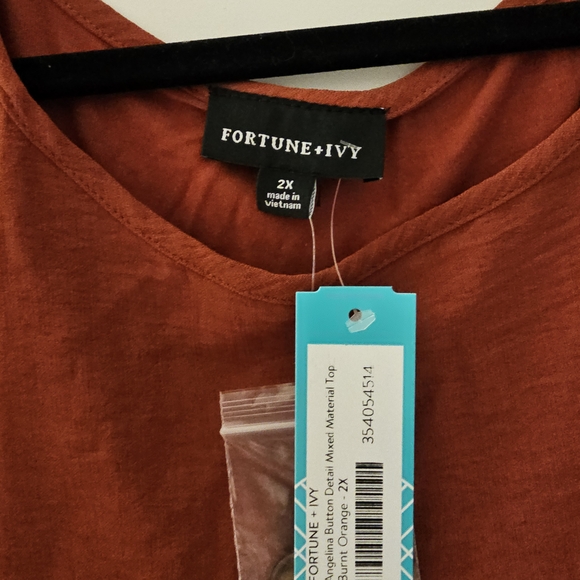 FORTUNE+IVY
2X
made in
Vietnam
FORTUNE + IVY
Angelina Button Detail Mixed Material Top
Burnt Orange - 2X
354054514